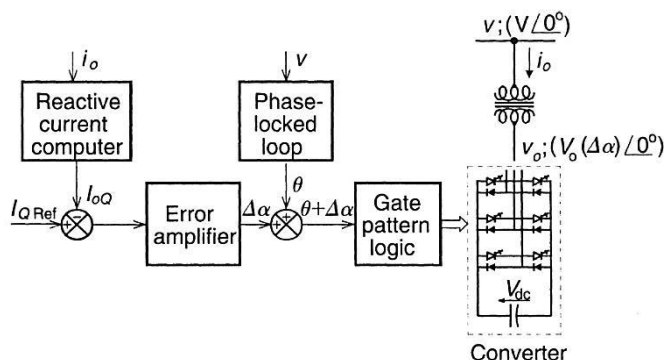 v;(V/0°)
i_o
v
i_o
Reactive
current
computer
Phase-
locked
loop
v_o;(V_o(Δα)/0°)
θ
I_oQ
I_Q Ref
−
+
Error
amplifier
Δα
+
+
θ+Δα
Gate
pattern
logic
V_dc
Converter